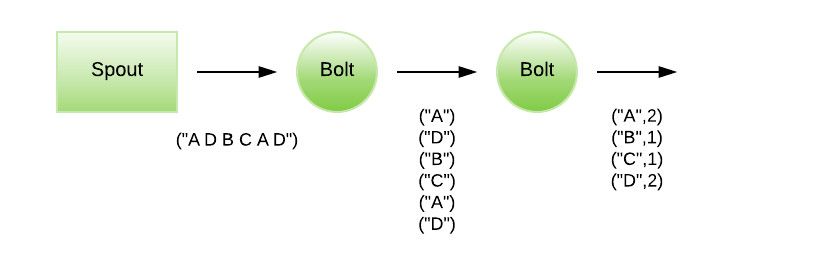 Spout
Bolt
Bolt
("A D B C A D")
("A")
("D")
("B")
("C")
("A")
("D")
("A",2)
("B",1)
("C",1)
("D",2)